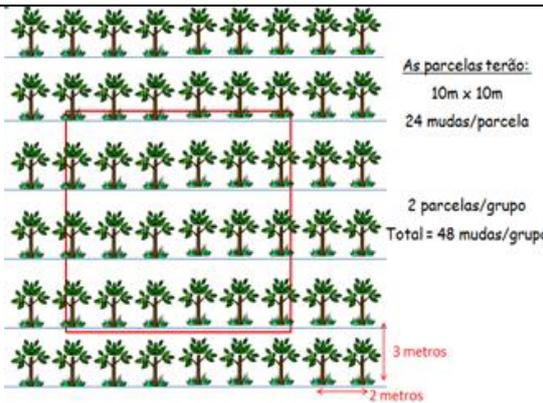 As parcelas terão:
10m x 10m
24 mudas/parcela
2 parcelas/grupo
Total = 48 mudas/grupo
3 metros
2 metros